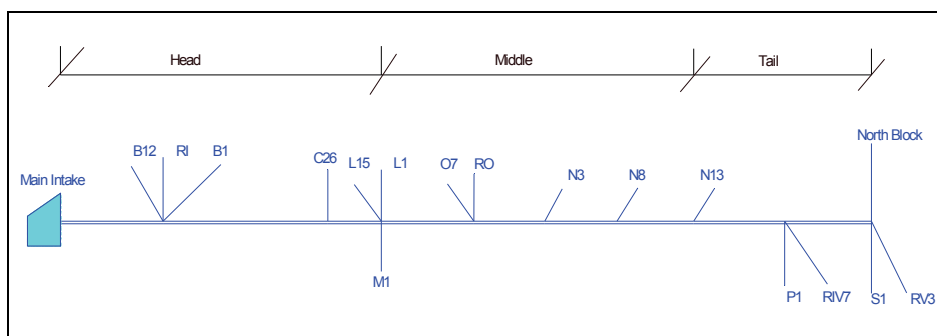 Head Middle Tail
North Block
B12 RI B1
C26 L15 L1 O7 RO
N3 N8 N13
Main Intake
M1
P1 RIV7 S1 RV3